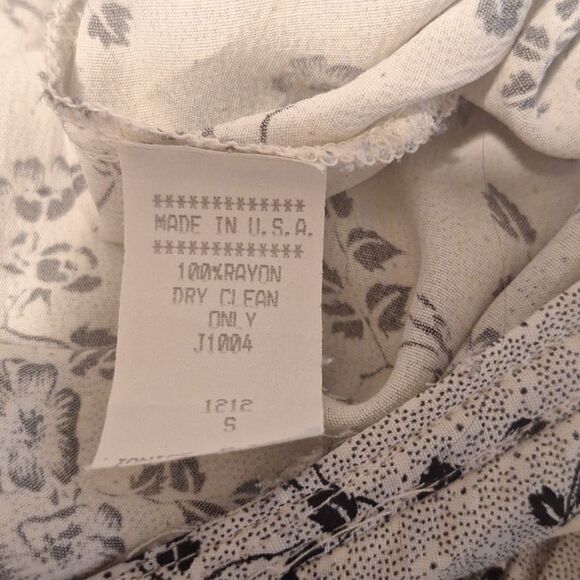 *************
MADE IN U.S.A.
*************
100%RAYON
DRY CLEAN
ONLY
J1004
1212
S